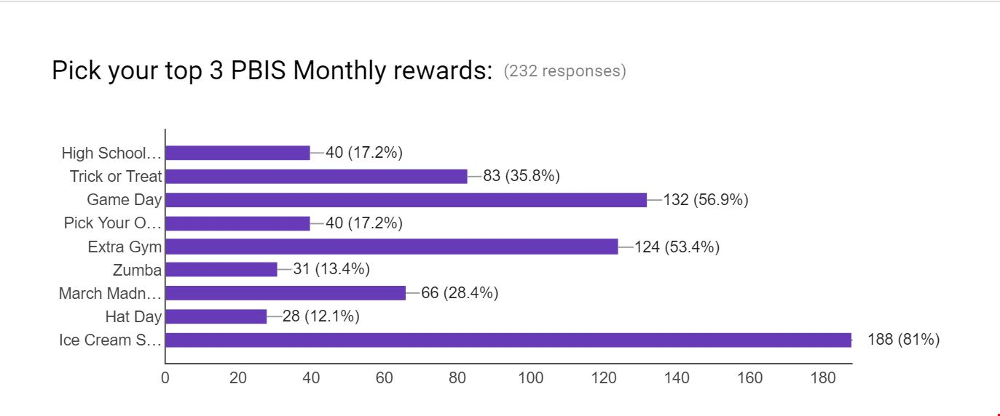 Pick your top 3 PBIS Monthly rewards: (232 responses)
High School… 40 (17.2%)
Trick or Treat 83 (35.8%)
Game Day 132 (56.9%)
Pick Your O… 40 (17.2%)
Extra Gym 124 (53.4%)
Zumba 31 (13.4%)
March Madn… 66 (28.4%)
Hat Day 28 (12.1%)
Ice Cream S… 188 (81%)
0 20 40 60 80 100 120 140 160 180